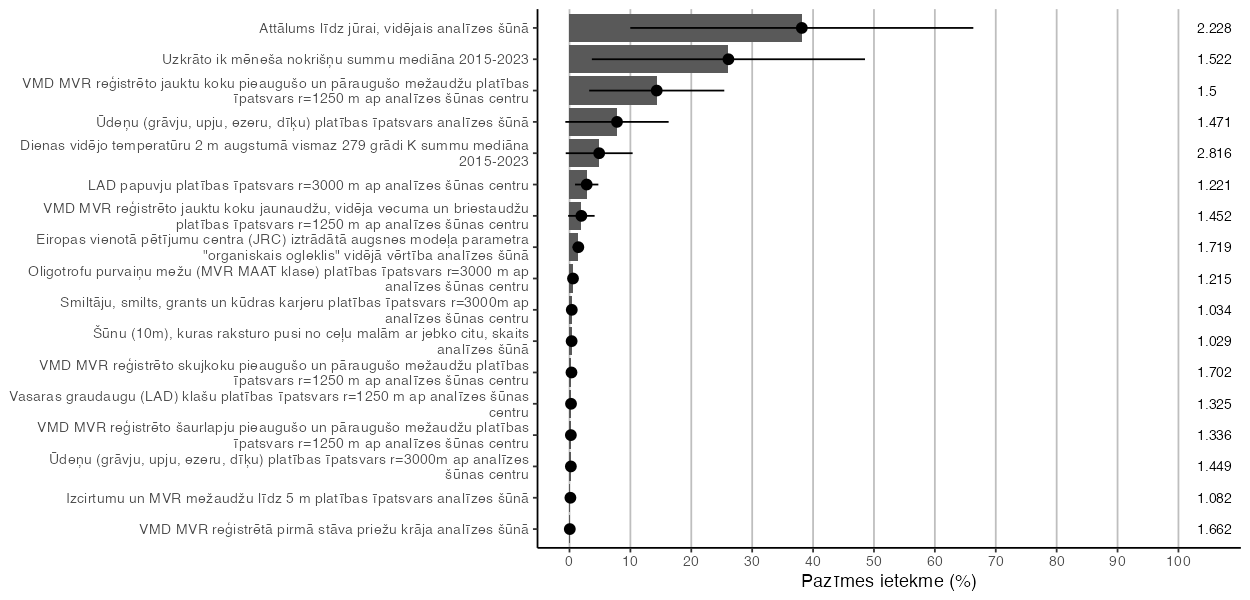 Attālums līdz jūrai, vidējais analīzes šūnā
2.228
Uzkrāto ik mēneša nokrišņu summu mediāna 2015-2023
1.522
VMD MVR reģistrēto jauktu koku pieaugušo un pāraugušo mežaudžu platības
īpatsvars r=1250 m ap analīzes šūnas centru
1.5
Ūdeņu (grāvju, upju, ezeru, dīķu) platības īpatsvars analīzes šūnā
1.471
Dienas vidējo temperatūru 2 m augstumā vismaz 279 grādi K summu mediāna
2015-2023
2.816
LAD papuvju platības īpatsvars r=3000 m ap analīzes šūnas centru
1.221
VMD MVR reģistrēto jauktu koku jaunaudžu, vidēja vecuma un briestaudžu
platības īpatsvars r=1250 m ap analīzes šūnas centru
1.452
Eiropas vienotā pētījumu centra (JRC) iztrādātā augsnes modeļa parametra
"organiskais ogleklis" vidējā vērtība analīzes šūnā
1.719
Oligotrofu purvaiņu mežu (MVR MAAT klase) platības īpatsvars r=3000 m ap
analīzes šūnas centru
1.215
Smiltāju, smilts, grants un kūdras karjeru platības īpatsvars r=3000m ap
analīzes šūnas centru
1.034
Šūnu (10m), kuras raksturo pusi no ceļu malām ar jebko citu, skaits
analīzes šūnā
1.029
VMD MVR reģistrēto skujkoku pieaugušo un pāraugušo mežaudžu platības
īpatsvars r=1250 m ap analīzes šūnas centru
1.702
Vasaras graudaugu (LAD) klašu platības īpatsvars r=1250 m ap analīzes šūnas
centru
1.325
VMD MVR reģistrēto šaurlapju pieaugušo un pāraugušo mežaudžu platības
īpatsvars r=1250 m ap analīzes šūnas centru
1.336
Ūdeņu (grāvju, upju, ezeru, dīķu) platības īpatsvars r=3000m ap analīzes
šūnas centru
1.449
Izcirtumu un MVR mežaudžu līdz 5 m platības īpatsvars analīzes šūnā
1.082
VMD MVR reģistrētā pirmā stāva priežu krāja analīzes šūnā
1.662
0 10 20 30 40 50 60 70 80 90 100
Pazīmes ietekme (%)